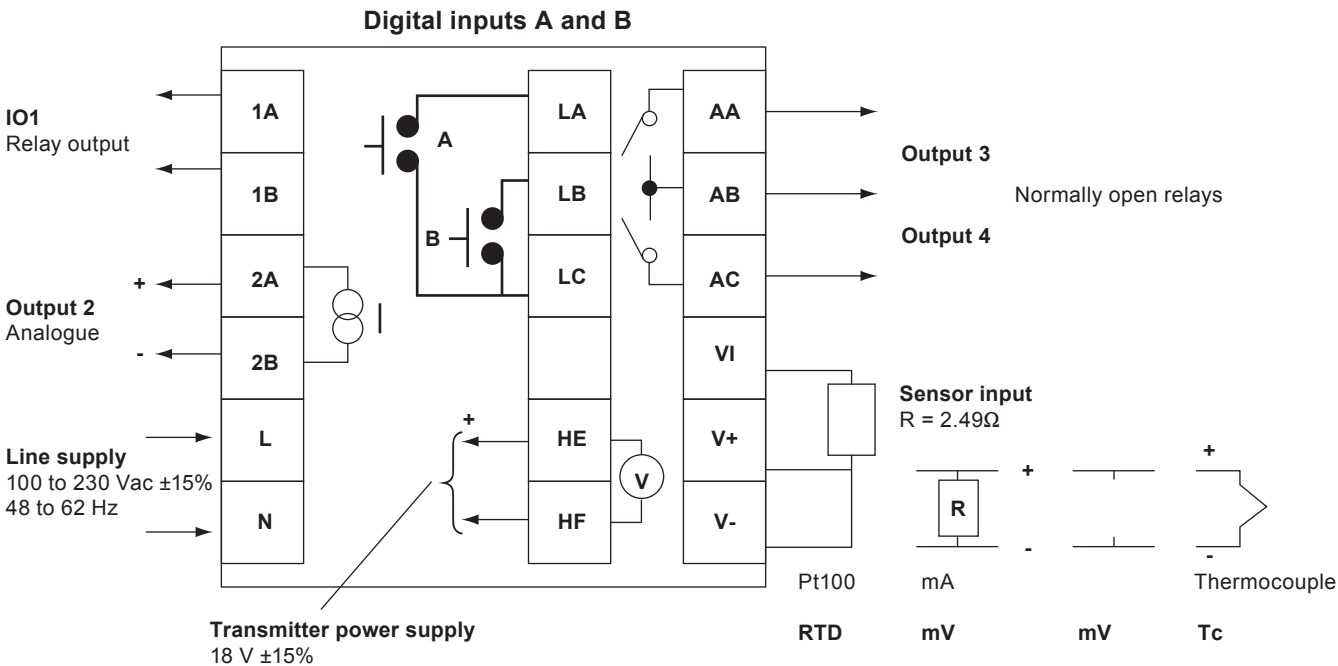 Digital inputs A and B
IO1
Relay output
1A
1B
Output 2
Analogue
+
-
2A
2B
I
Line supply
100 to 230 Vac ±15%
48 to 62 Hz
L
N
A
B
LA
LB
LC
HE
HF
+
V
Transmitter power supply
18 V ±15%
AA
AB
AC
VI
V+
V-
Output 3
Normally open relays
Output 4
Sensor input
R = 2.49Ω
R
+
-
+
-
Pt100 mA Thermocouple
RTD mV mV Tc